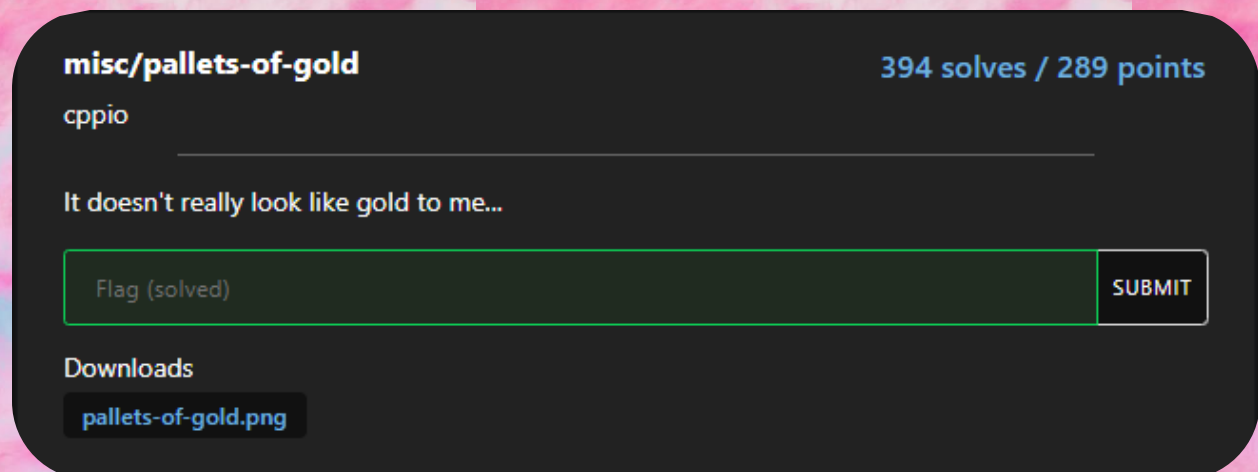 misc/pallets-of-gold
394 solves / 289 points
cppio
It doesn't really look like gold to me...
Flag (solved)
SUBMIT
Downloads
pallets-of-gold.png